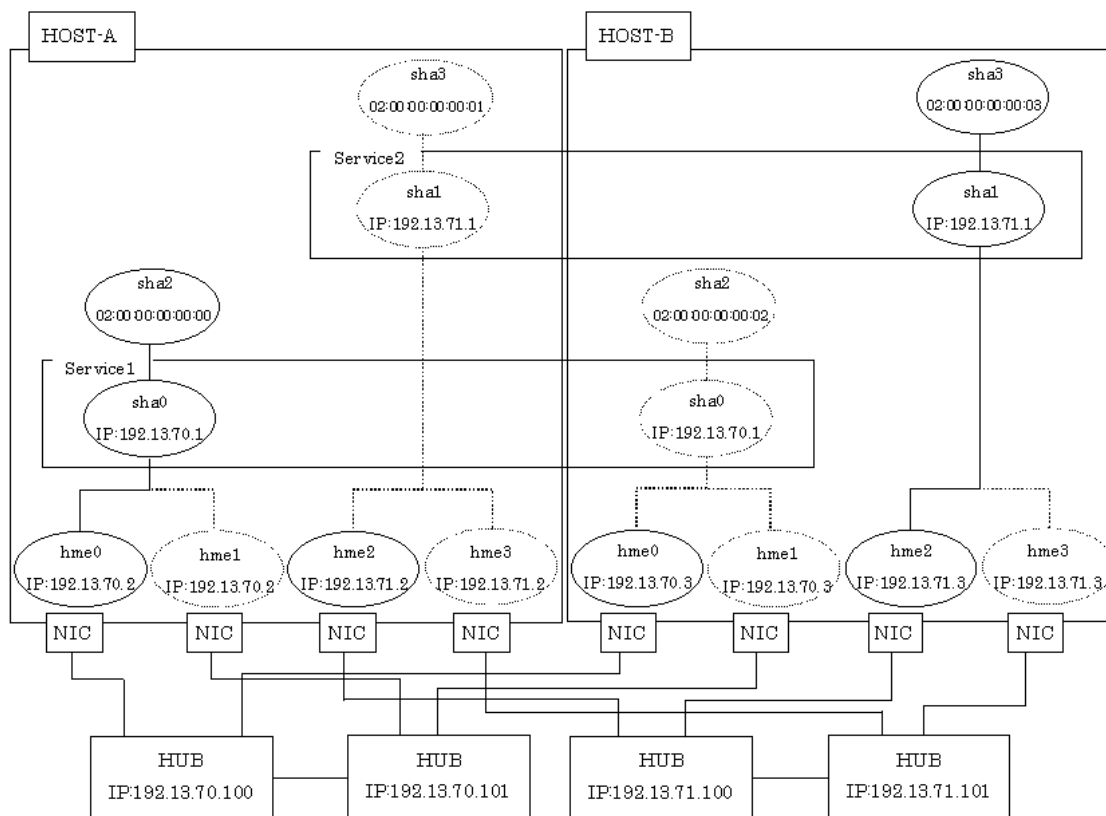 HOST-A
HOST-B
sha3
02:00:00:00:00:01
sha3
02:00:00:00:00:03
Service2
sha1
IP:192.13.71.1
sha1
IP:192.13.71.1
sha2
02:00:00:00:00:00
sha2
02:00:00:00:00:02
Service1
sha0
IP:192.13.70.1
sha0
IP:192.13.70.1
hme0
IP:192.13.70.2
hme1
IP:192.13.70.2
hme2
IP:192.13.71.2
hme3
IP:192.13.71.2
hme0
IP:192.13.70.3
hme1
IP:192.13.70.3
hme2
IP:192.13.71.3
hme3
IP:192.13.71.3
NIC
NIC
NIC
NIC
NIC
NIC
NIC
NIC
HUB
IP:192.13.70.100
HUB
IP:192.13.70.101
HUB
IP:192.13.71.100
HUB
IP:192.13.71.101